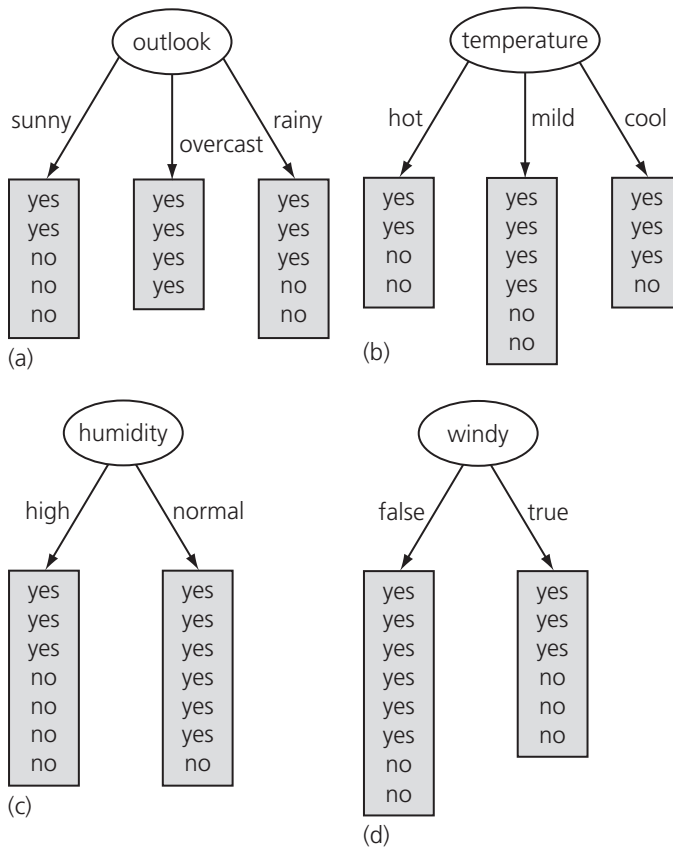 outlook
sunny
overcast
rainy
yes
yes
no
no
no
yes
yes
yes
yes
yes
yes
yes
no
no
(a)
temperature
hot
mild
cool
yes
yes
no
no
yes
yes
yes
yes
no
no
yes
yes
yes
no
(b)
humidity
high
normal
yes
yes
yes
no
no
no
no
yes
yes
yes
yes
yes
yes
no
(c)
windy
false
true
yes
yes
yes
yes
yes
yes
no
no
yes
yes
yes
no
no
no
(d)